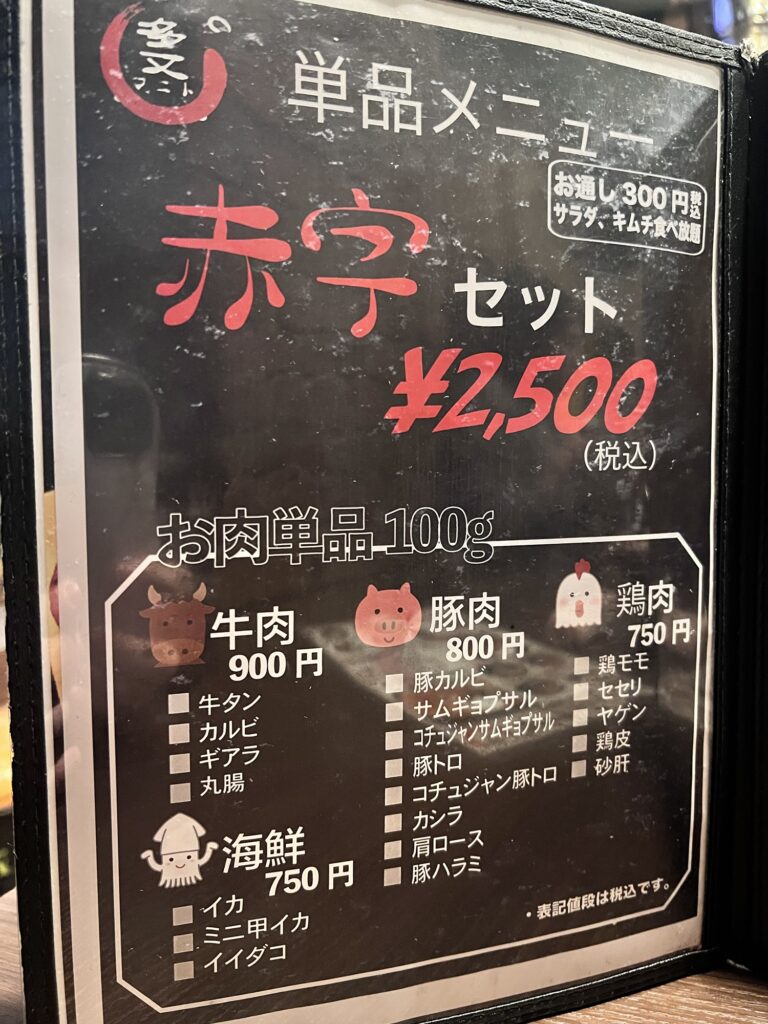 多
又
マニト
単品メニュー
お通し 300円税込
サラダ、キムチ食べ放題
赤字セット
¥2,500
(税込)
お肉単品 100g
牛肉
900円
牛タン
カルビ
ギアラ
丸腸
豚肉
800円
豚カルビ
サムギョプサル
コチュジャンサムギョプサル
豚トロ
コチュジャン豚トロ
カシラ
肩ロース
豚ハラミ
鶏肉
750円
鶏モモ
セセリ
ヤゲン
鶏皮
砂肝
海鮮
750円
イカ
ミニ甲イカ
イイダコ
・表記値段は税込です。